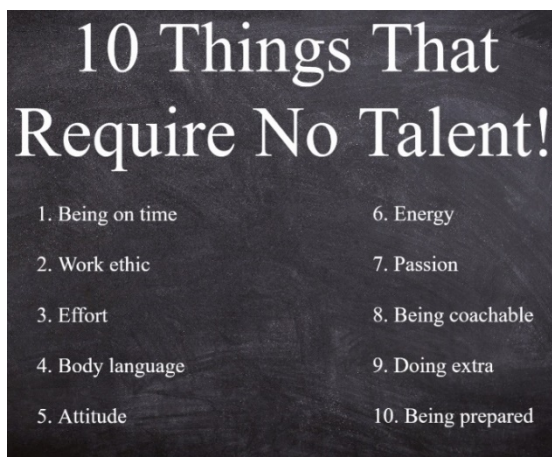 10 Things That
Require No Talent!
1. Being on time
2. Work ethic
3. Effort
4. Body language
5. Attitude
6. Energy
7. Passion
8. Being coachable
9. Doing extra
10. Being prepared